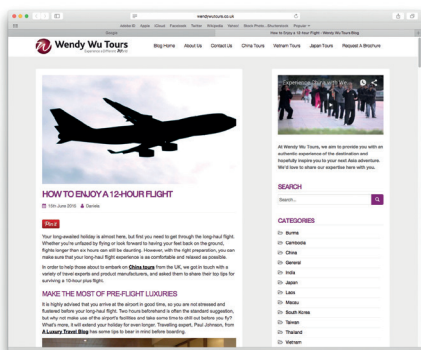 wendywutours.co.uk
Adobe ID Apple iCloud Facebook Twitter Wikipedia Yahoo! Popular
Google
How to Enjoy a 12 Hour Flight - Wendy Wu Tours Blog
Wendy Wu Tours
Blog Home About Us Contact Us China Tours Vietnam Tours Japan Tours Request A Brochure
HOW TO ENJOY A 12-HOUR FLIGHT
15th June 2015 Daniela
Pin it
Your long-awaited holiday is almost here, but first you need to get through the long-haul flight.
Whether you're unfazed by flying or look forward to having your feet back on the ground,
flights longer than six hours can still be daunting. However, with the right preparation, you can
make sure that your long-haul flight experience is as comfortable and relaxed as possible.
In order to help those about to embark on China tours from the UK, we got in touch with a
variety of travel experts and product manufacturers, and asked them to share their top tips for
surviving a 10-hour plus flight.
MAKE THE MOST OF PRE-FLIGHT LUXURIES
It is highly advised that you arrive at the airport in good time, so you are not stressed and
flustered before your long-haul flight. Two hours beforehand is often the standard suggestion,
but why not make use of the airport's facilities and take some time to chill out before you fly?
What's more, it will extend your holiday for even longer. Travelling expert, Paul Johnson, from
A Luxury Travel Blog has some tips to bear in mind before boarding.
Experience China with We...
At Wendy Wu Tours, we aim to provide you with an
authentic experience of the destination and
hopefully inspire you to your next Asia adventure.
We'd love to share our expertise here with you.
SEARCH
Search...
CATEGORIES
Burma
Cambodia
China
General
India
Japan
Laos
Macau
South Korea
Taiwan
Thailand
Vietnam